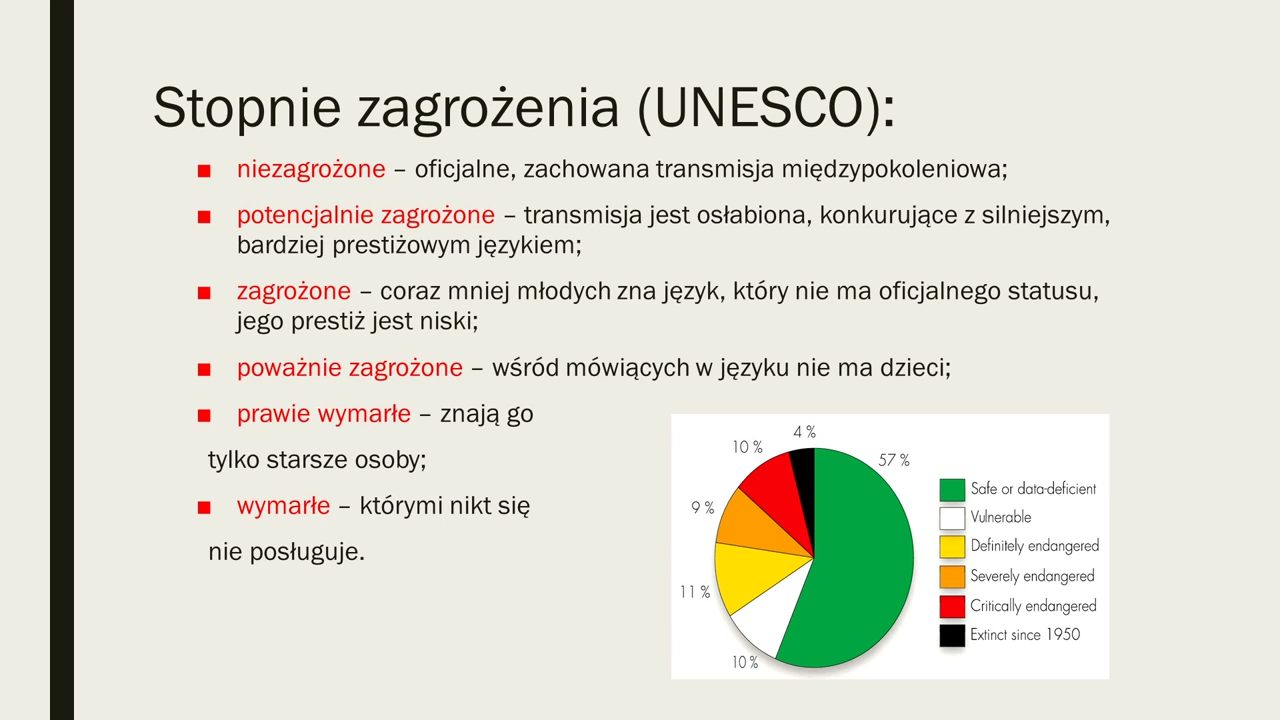 Stopnie zagrożenia (UNESCO):
■ niezagrożone – oficjalne, zachowana transmisja międzypokoleniowa;
■ potencjalnie zagrożone – transmisja jest osłabiona, konkurujące z silniejszym,
bardziej prestiżowym językiem;
■ zagrożone – coraz mniej młodych zna język, który nie ma oficjalnego statusu,
jego prestiż jest niski;
■ poważnie zagrożone – wśród mówiących w języku nie ma dzieci;
■ prawie wymarłe – znają go
tylko starsze osoby;
■ wymarłe – którymi nikt się
nie posługuje.
4 %
10 %
57 %
9 %
11 %
10 %
Safe or data-deficient
Vulnerable
Definitely endangered
Severely endangered
Critically endangered
Extinct since 1950